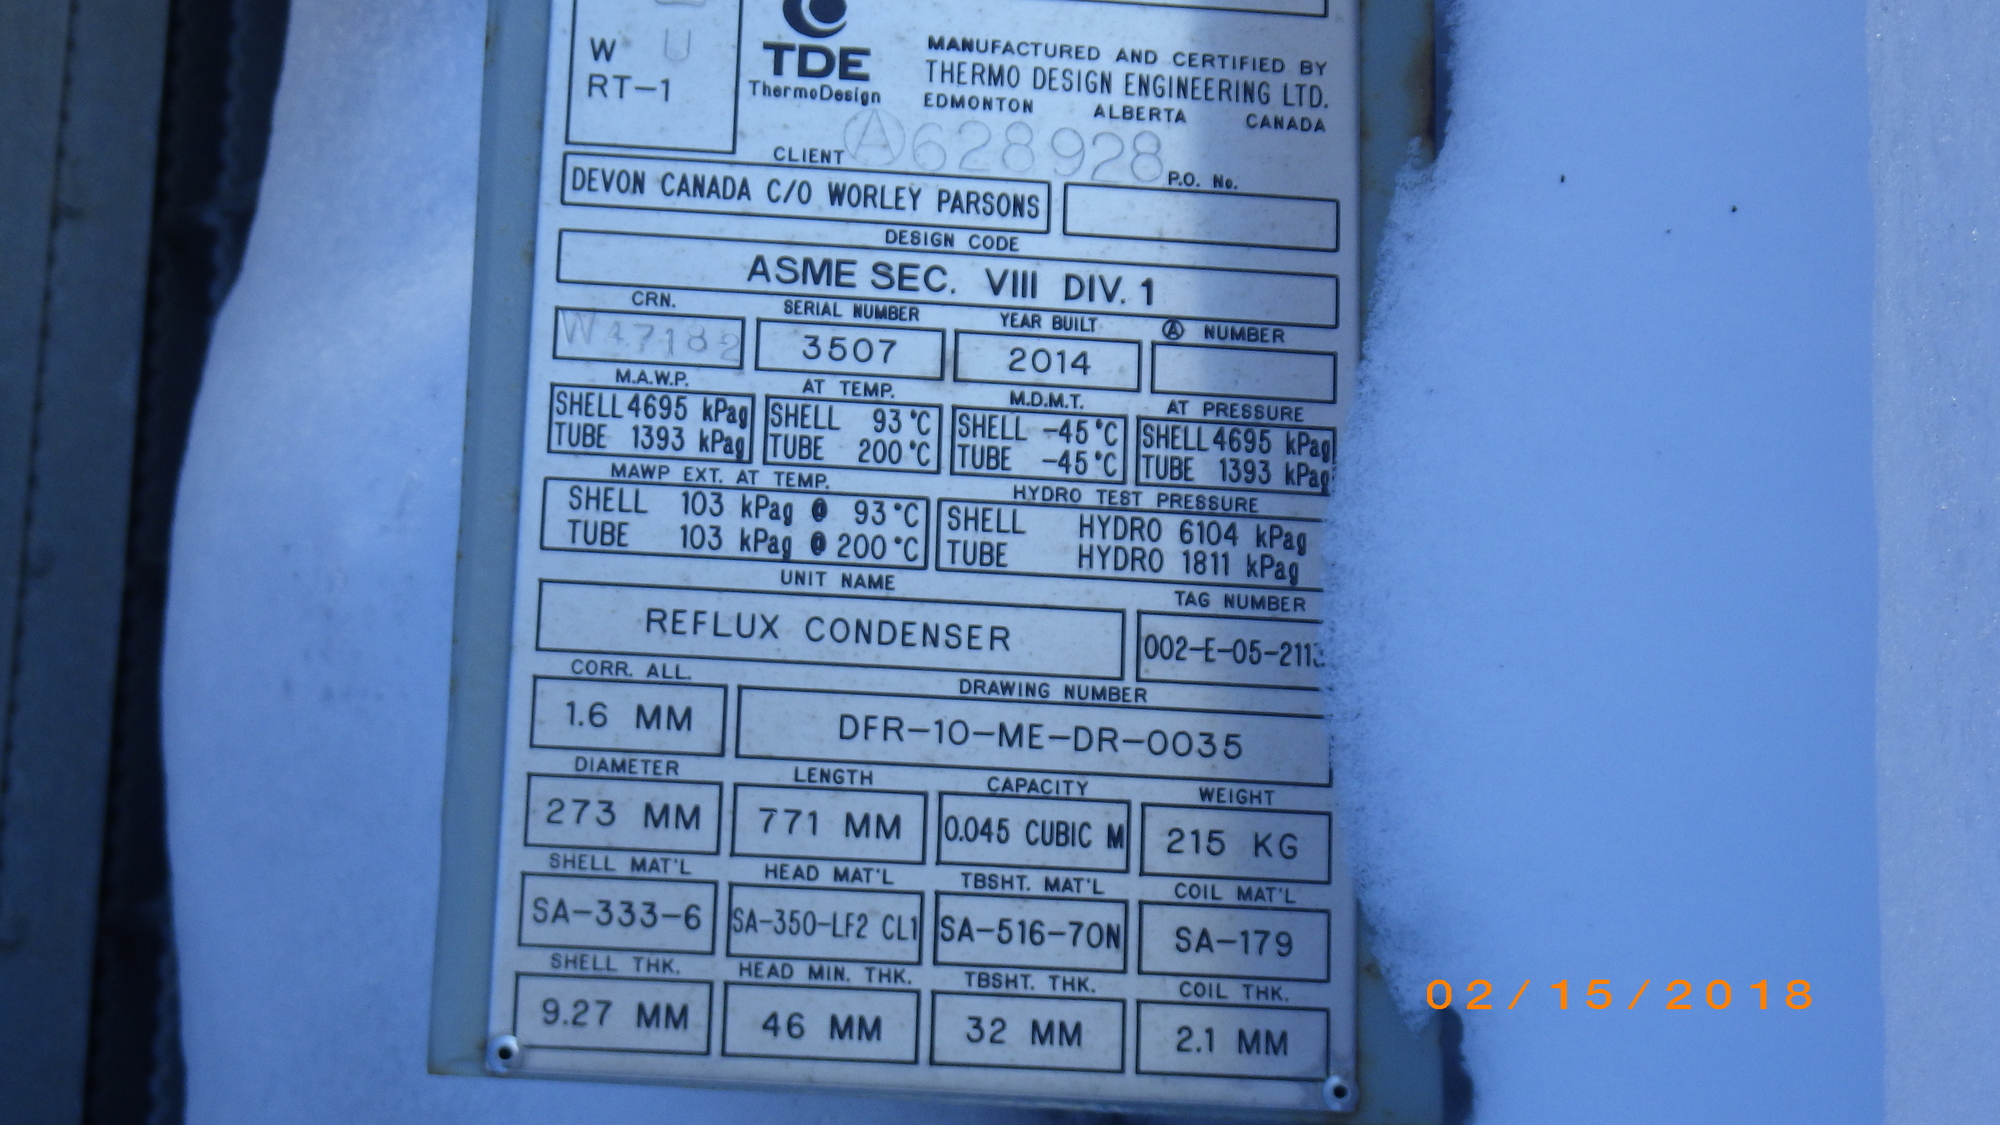 W U
RT-1
TDE
ThermoDesign
MANUFACTURED AND CERTIFIED BY
THERMO DESIGN ENGINEERING LTD.
EDMONTON ALBERTA CANADA
A628928
CLIENT
P.O. No.
DEVON CANADA C/O WORLEY PARSONS
DESIGN CODE
ASME SEC. VIII DIV. 1
CRN. SERIAL NUMBER YEAR BUILT Ⓐ NUMBER
W47182 3507 2014
M.A.W.P. AT TEMP. M.D.M.T. AT PRESSURE
SHELL 4695 kPag SHELL 93°C SHELL -45°C SHELL 4695 kPag
TUBE 1393 kPag TUBE 200°C TUBE -45°C TUBE 1393 kPag
MAWP EXT. AT TEMP. HYDRO TEST PRESSURE
SHELL 103 kPag @ 93°C SHELL HYDRO 6104 kPag
TUBE 103 kPag @ 200°C TUBE HYDRO 1811 kPag
UNIT NAME TAG NUMBER
REFLUX CONDENSER 002-E-05-211
CORR. ALL. DRAWING NUMBER
1.6 MM DFR-10-ME-DR-0035
DIAMETER LENGTH CAPACITY WEIGHT
273 MM 771 MM 0.045 CUBIC M 215 KG
SHELL MAT'L HEAD MAT'L TBSHT. MAT'L COIL MAT'L
SA-333-6 SA-350-LF2 CL1 SA-516-70N SA-179
SHELL THK. HEAD MIN. THK. TBSHT. THK. COIL THK.
9.27 MM 46 MM 32 MM 2.1 MM
02/15/2018